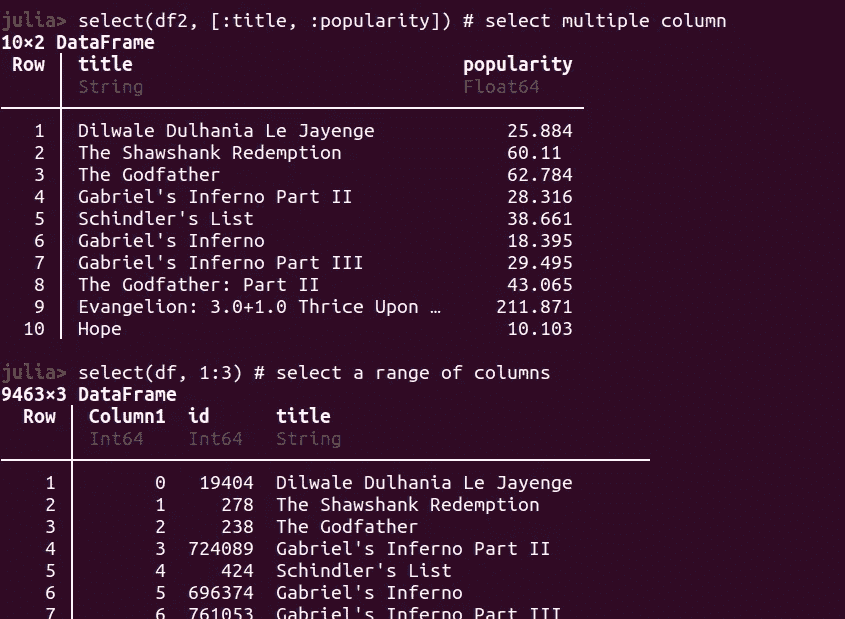 julia> select(df2, [:title, :popularity]) # select multiple column
10×2 DataFrame
Row title popularity
String Float64
1 Dilwale Dulhania Le Jayenge 25.884
2 The Shawshank Redemption 60.11
3 The Godfather 62.784
4 Gabriel's Inferno Part II 28.316
5 Schindler's List 38.661
6 Gabriel's Inferno 18.395
7 Gabriel's Inferno Part III 29.495
8 The Godfather: Part II 43.065
9 Evangelion: 3.0+1.0 Thrice Upon … 211.871
10 Hope 10.103
julia> select(df, 1:3) # select a range of columns
9463×3 DataFrame
Row Column1 id title
Int64 Int64 String
1 0 19404 Dilwale Dulhania Le Jayenge
2 1 278 The Shawshank Redemption
3 2 238 The Godfather
4 3 724089 Gabriel's Inferno Part II
5 4 424 Schindler's List
6 5 696374 Gabriel's Inferno
7 6 761053 Gabriel's Inferno Part III